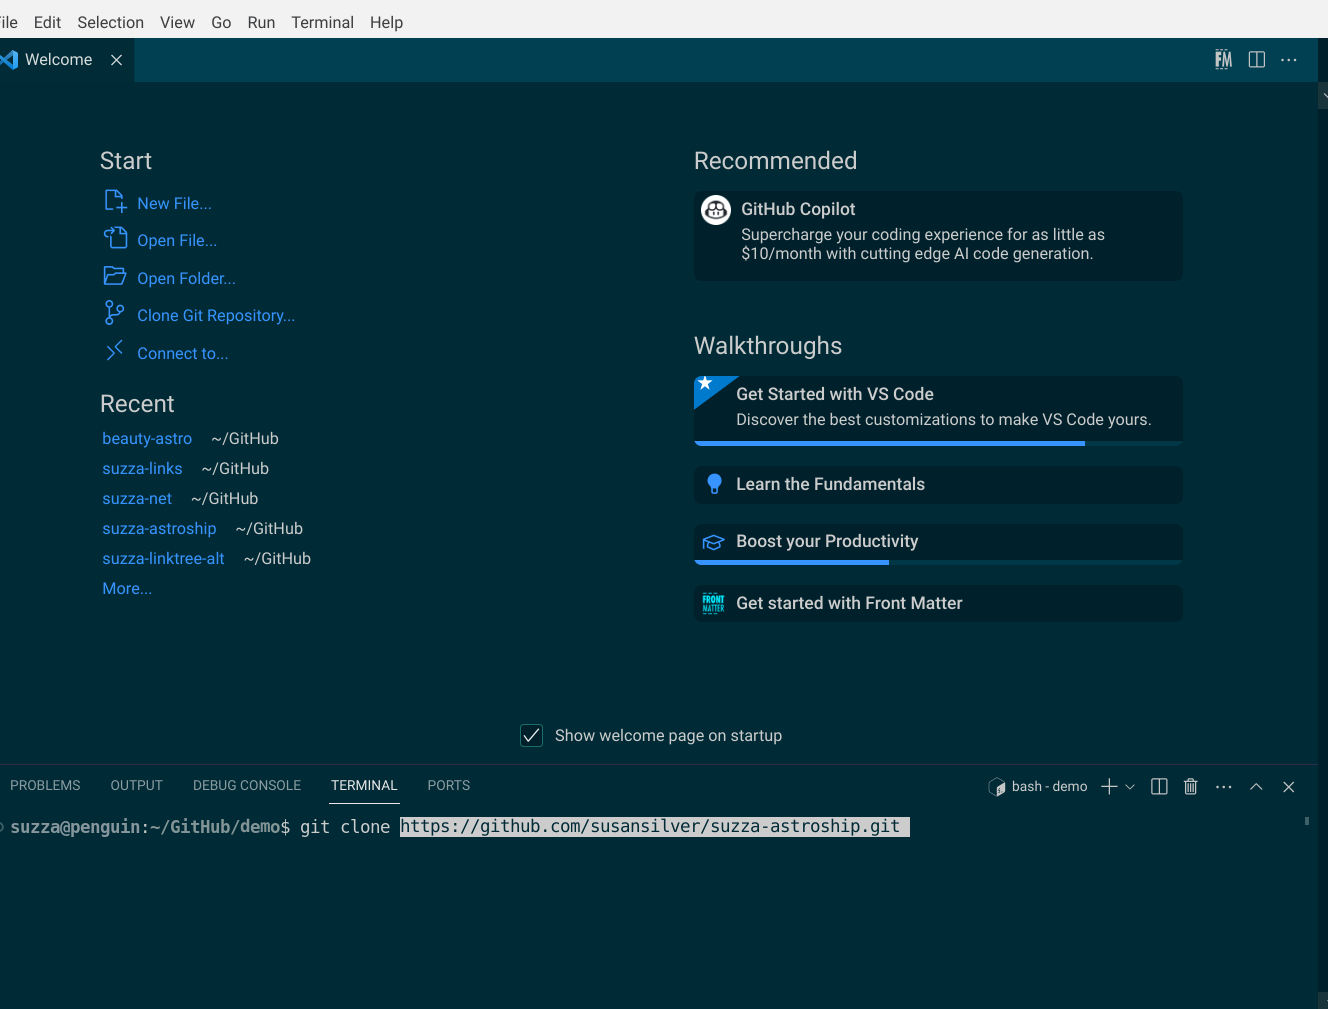 ile Edit Selection View Go Run Terminal Help
Welcome
FM
Start
New File...
Open File...
Open Folder...
Clone Git Repository...
Connect to...
Recent
beauty-astro ~/GitHub
suzza-links ~/GitHub
suzza-net ~/GitHub
suzza-astroship ~/GitHub
suzza-linktree-alt ~/GitHub
More...
Recommended
GitHub Copilot
Supercharge your coding experience for as little as
$10/month with cutting edge AI code generation.
Walkthroughs
Get Started with VS Code
Discover the best customizations to make VS Code yours.
Learn the Fundamentals
Boost your Productivity
FRONT
MATTER
Get started with Front Matter
Show welcome page on startup
PROBLEMS OUTPUT DEBUG CONSOLE TERMINAL PORTS
bash - demo
suzza@penguin:~/GitHub/demo$ git clone https://github.com/susansilver/suzza-astroship.git